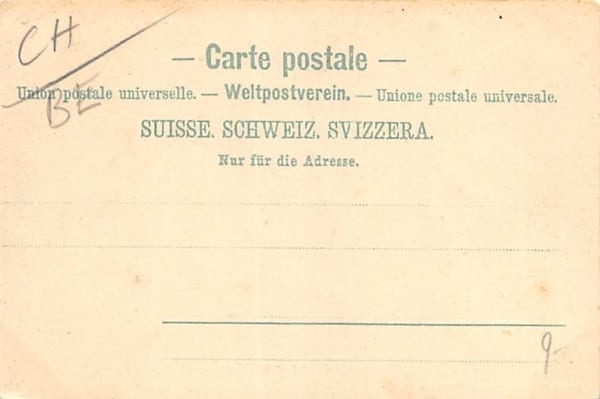 CH
— Carte postale —
Union postale universelle. — Weltpostverein. — Unione postale universale.
BE
SUISSE. SCHWEIZ. SVIZZERA.
Nur für die Adresse.
9-